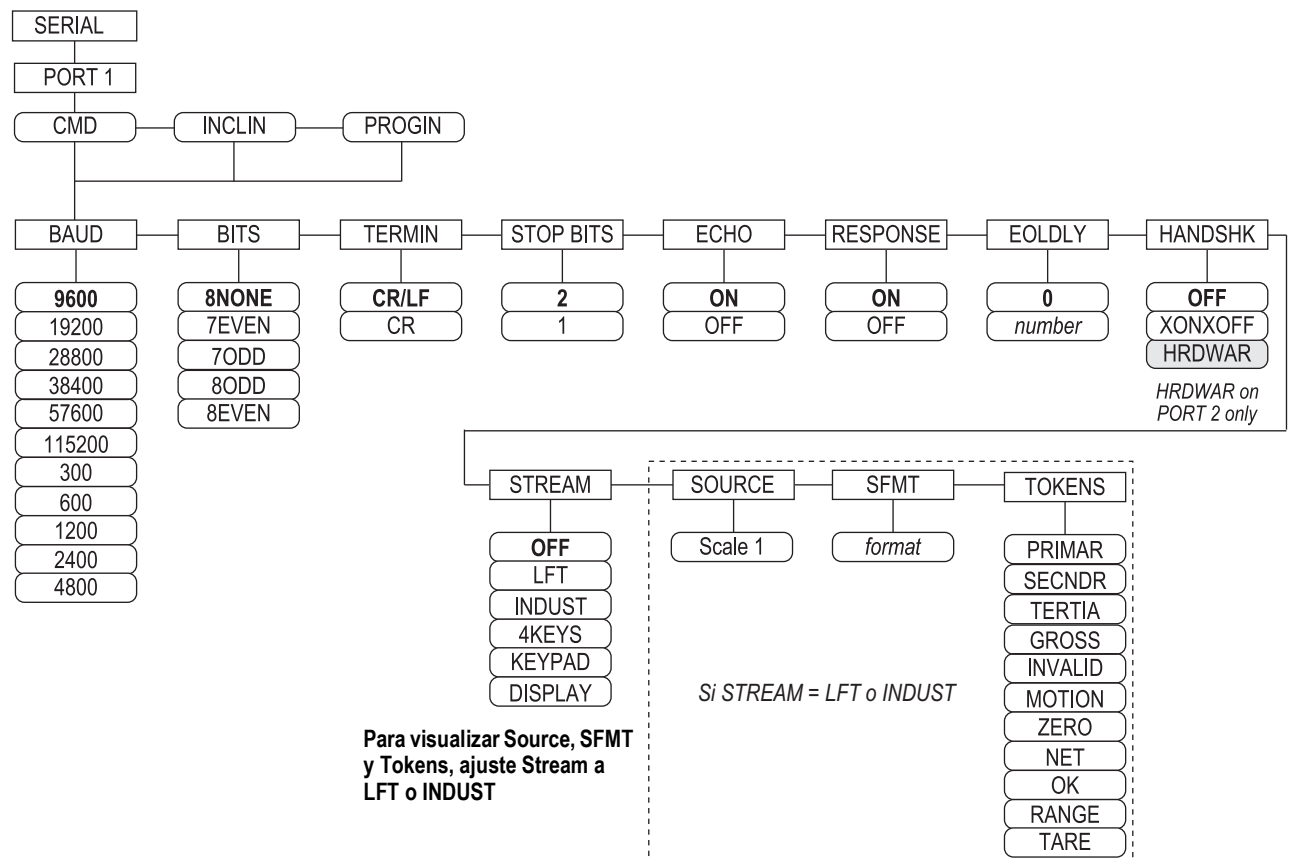 SERIAL
PORT 1
CMD INCLIN PROGIN
BAUD BITS TERMIN STOP BITS ECHO RESPONSE EOLDLY HANDSHK
9600 8NONE CR/LF 2 ON ON 0 OFF
19200 7EVEN CR 1 OFF OFF number XONXOFF
28800 7ODD HRDWAR
38400 8ODD
57600 8EVEN
115200
300
600
1200
2400
4800
HRDWAR on
PORT 2 only
STREAM SOURCE SFMT TOKENS
OFF Scale 1 format PRIMAR
LFT SECNDR
INDUST TERTIA
4KEYS GROSS
KEYPAD INVALID
DISPLAY MOTION
ZERO
NET
OK
RANGE
TARE
Si STREAM = LFT o INDUST
Para visualizar Source, SFMT
y Tokens, ajuste Stream a
LFT o INDUST